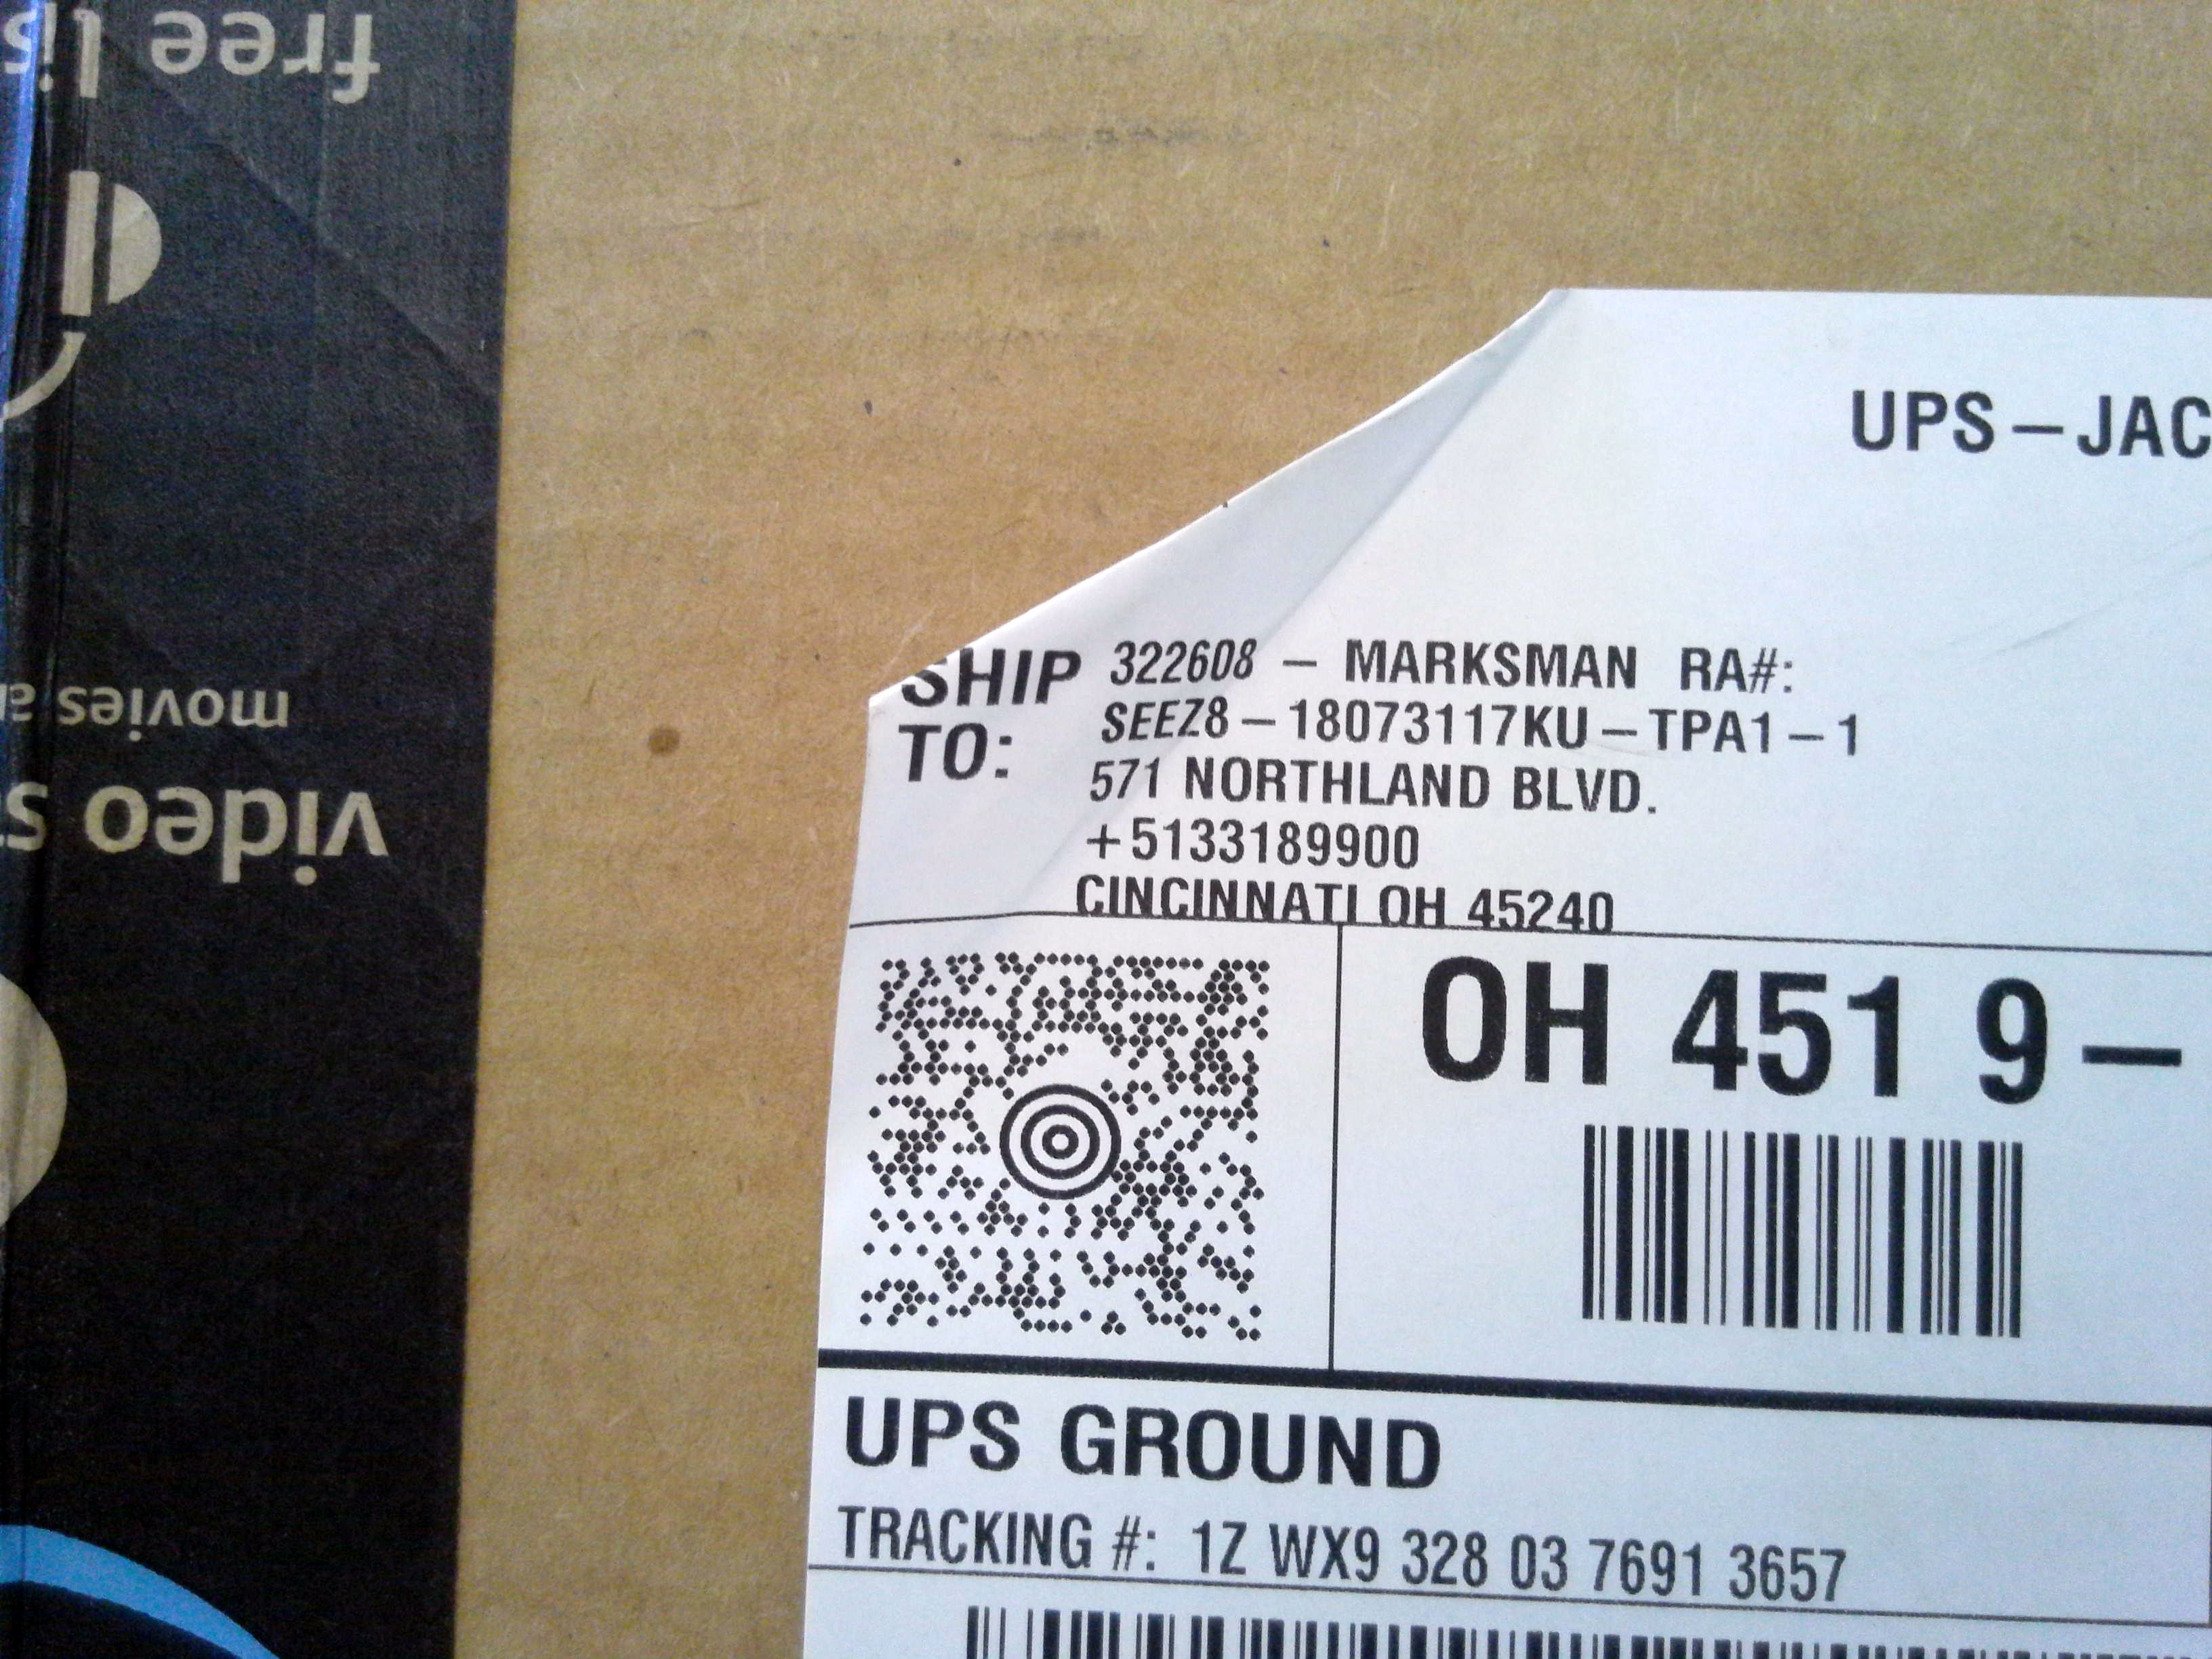 free lis
movies a
video s
UPS-JAC
SHIP TO:
322608 - MARKSMAN RA#:
SEEZ8-18073117KU-TPA1-1
571 NORTHLAND BLVD.
+5133189900
CINCINNATI OH 45240
OH 451 9-
UPS GROUND
TRACKING #: 1Z WX9 328 03 7691 3657